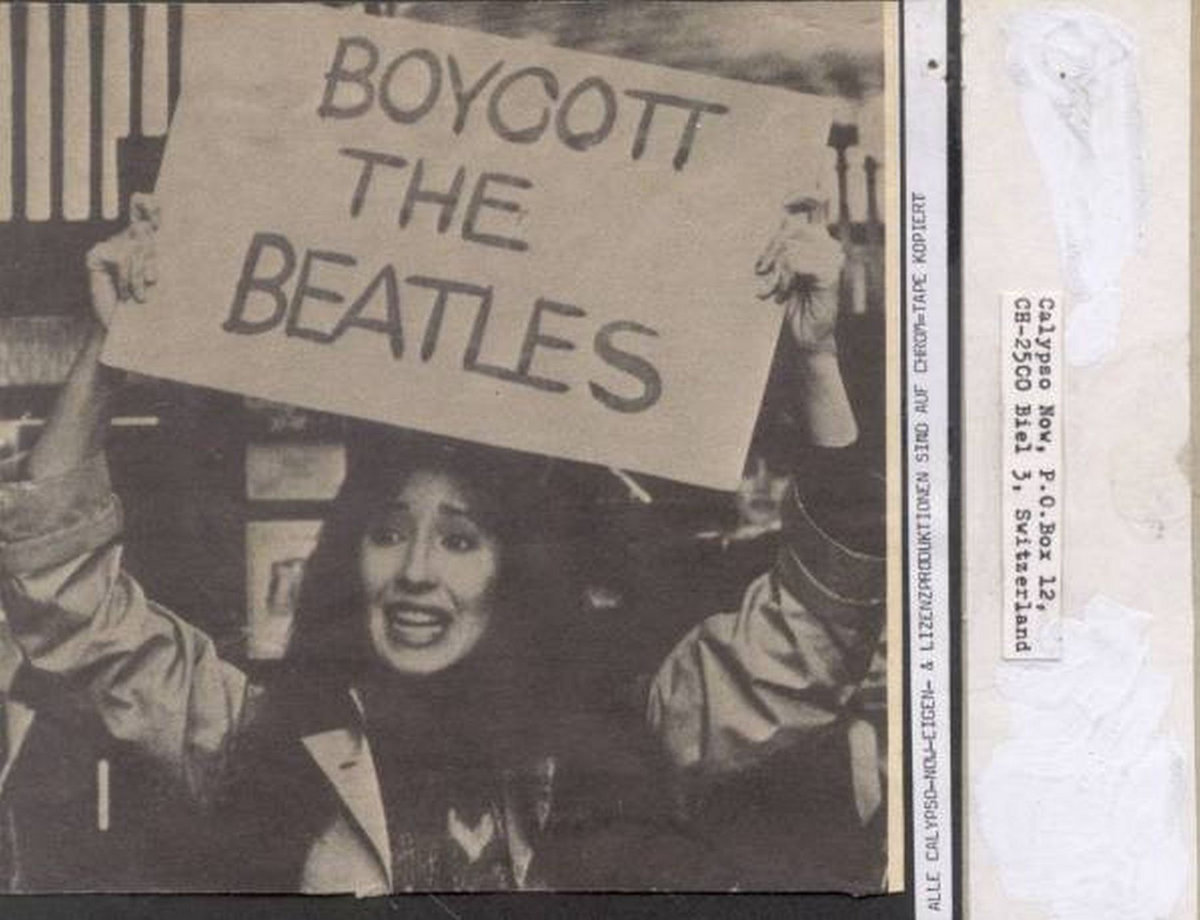 BOYCOTT
THE
BEATLES
ALLE CALYPSO-NOW-EIGEN- & LIZENZPRODUKTIONEN SIND AUF CHROM-TAPE KOPIERT
Calypso Now, P.O.Box 12,
CH-2500 Biel 3, Switzerland